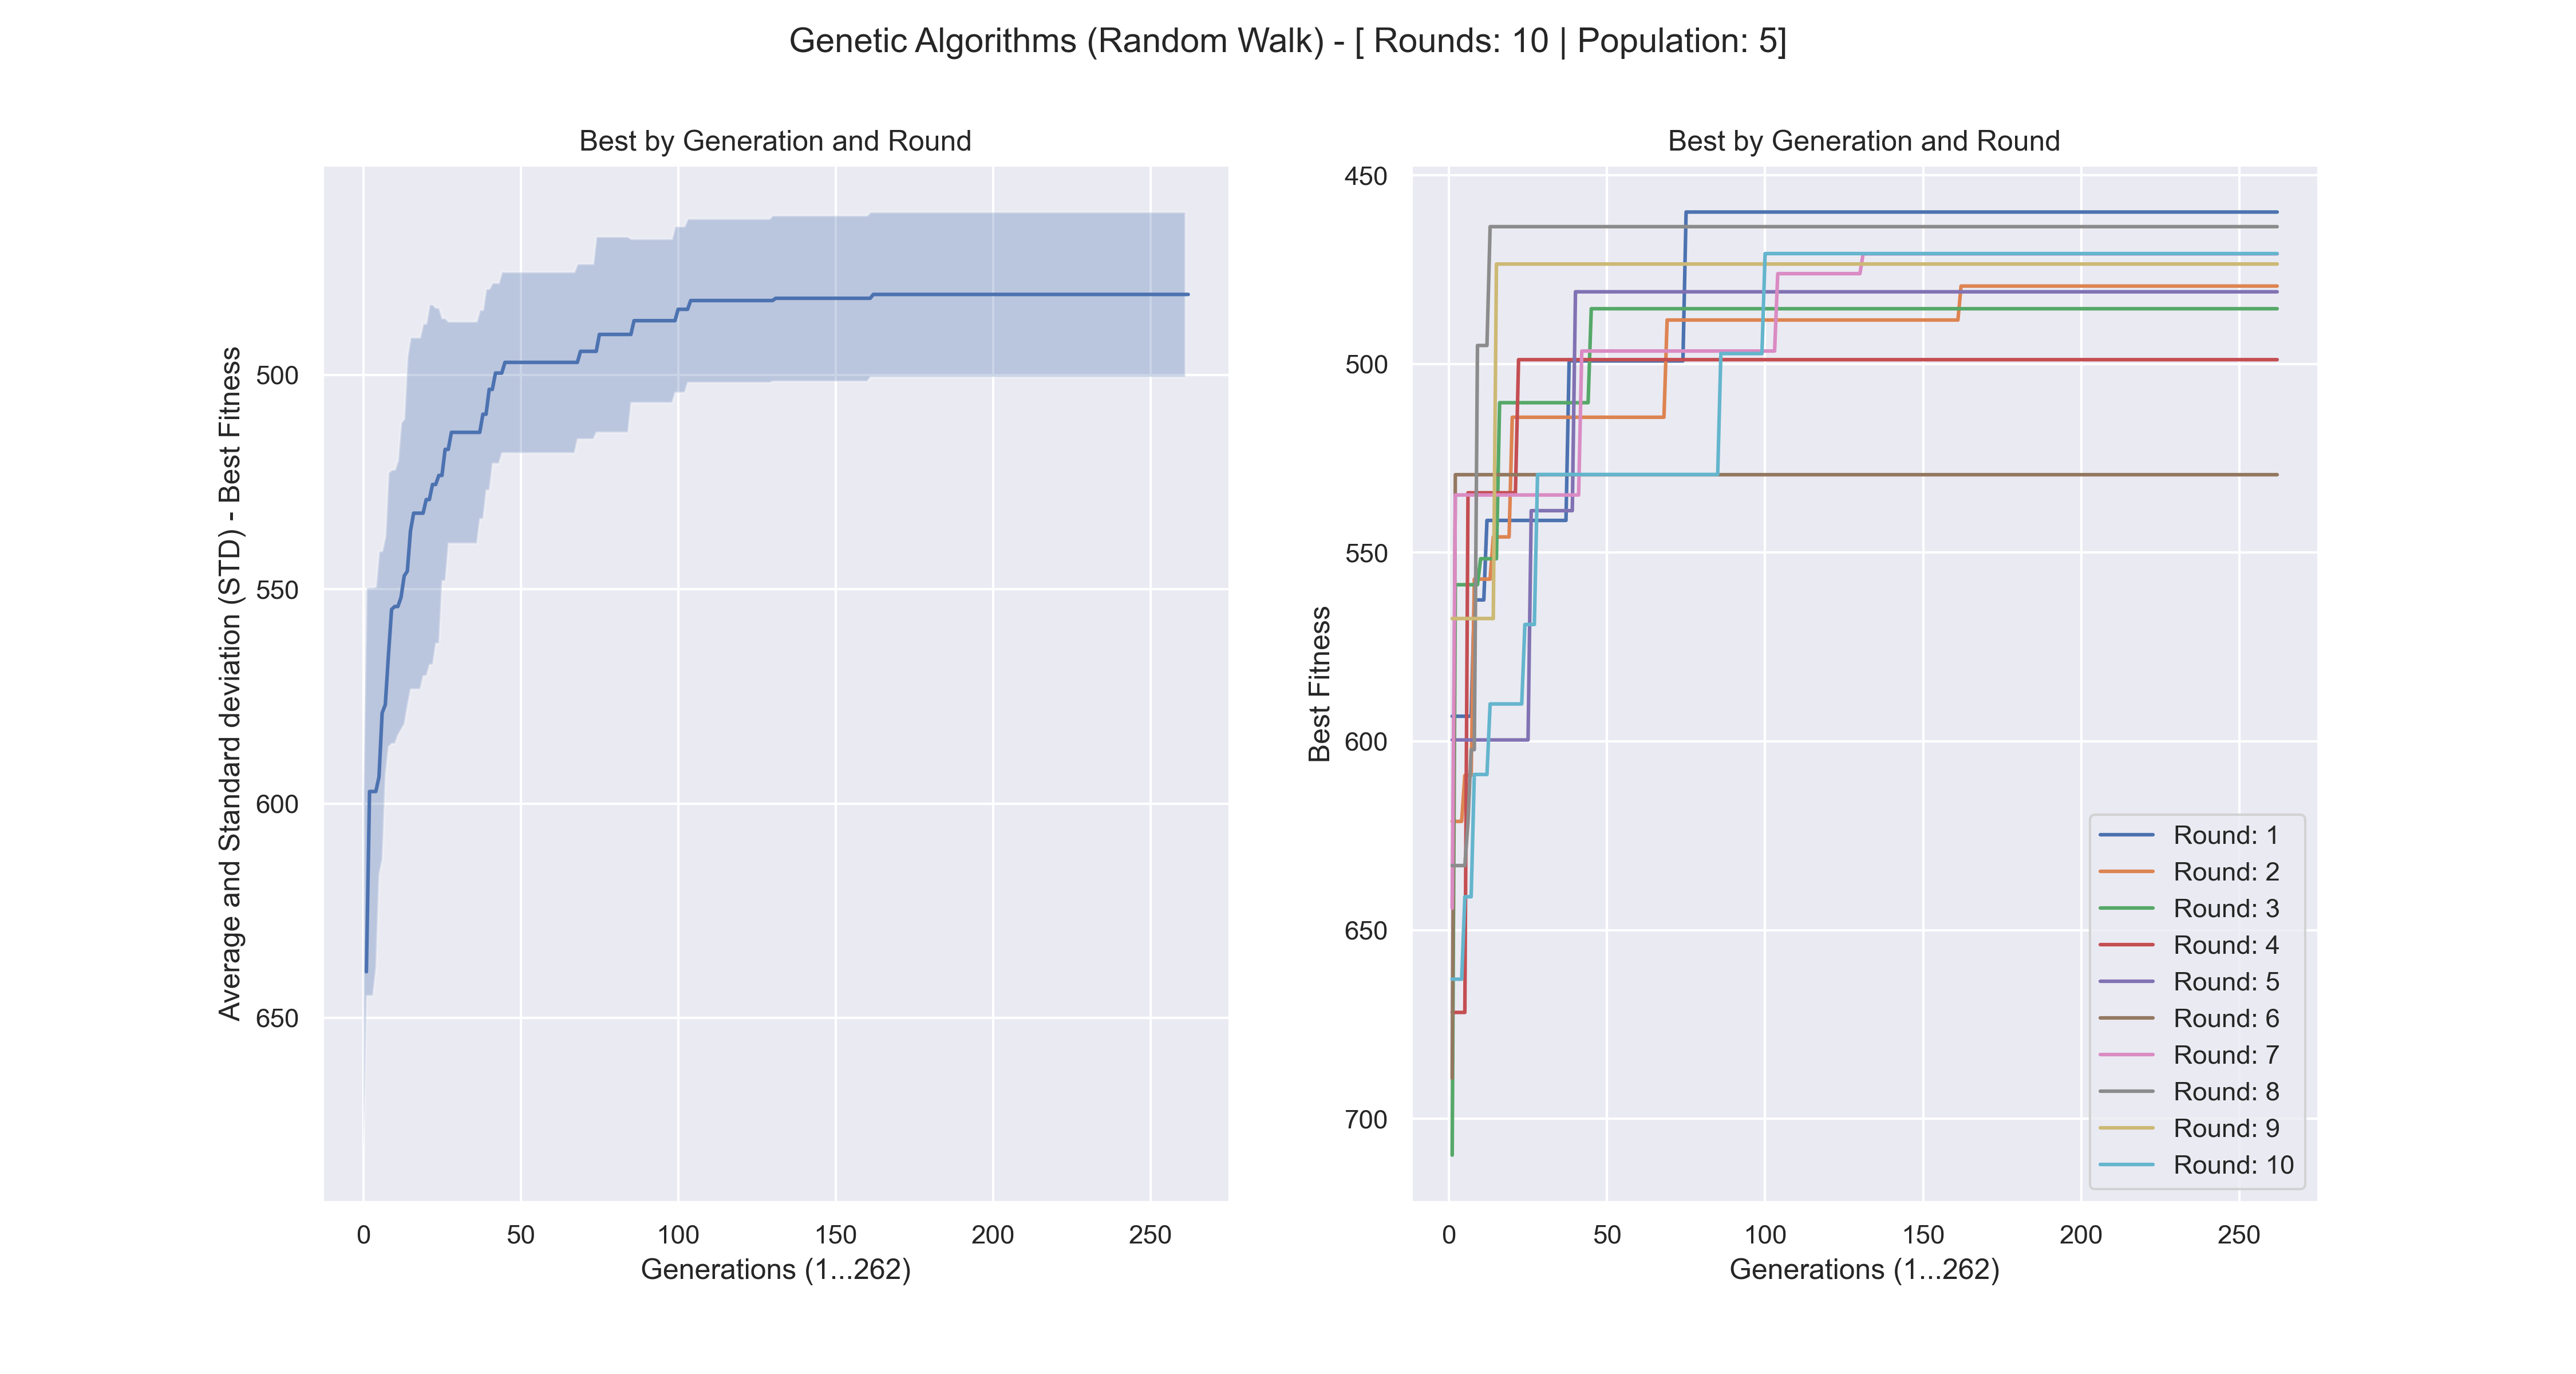 Genetic Algorithms (Random Walk) - [ Rounds: 10 | Population: 5]
Best by Generation and Round
Average and Standard deviation (STD) - Best Fitness
500
550
600
650
0 50 100 150 200 250
Generations (1...262)
Best by Generation and Round
Best Fitness
450
500
550
600
650
700
Round: 1
Round: 2
Round: 3
Round: 4
Round: 5
Round: 6
Round: 7
Round: 8
Round: 9
Round: 10
0 50 100 150 200 250
Generations (1...262)